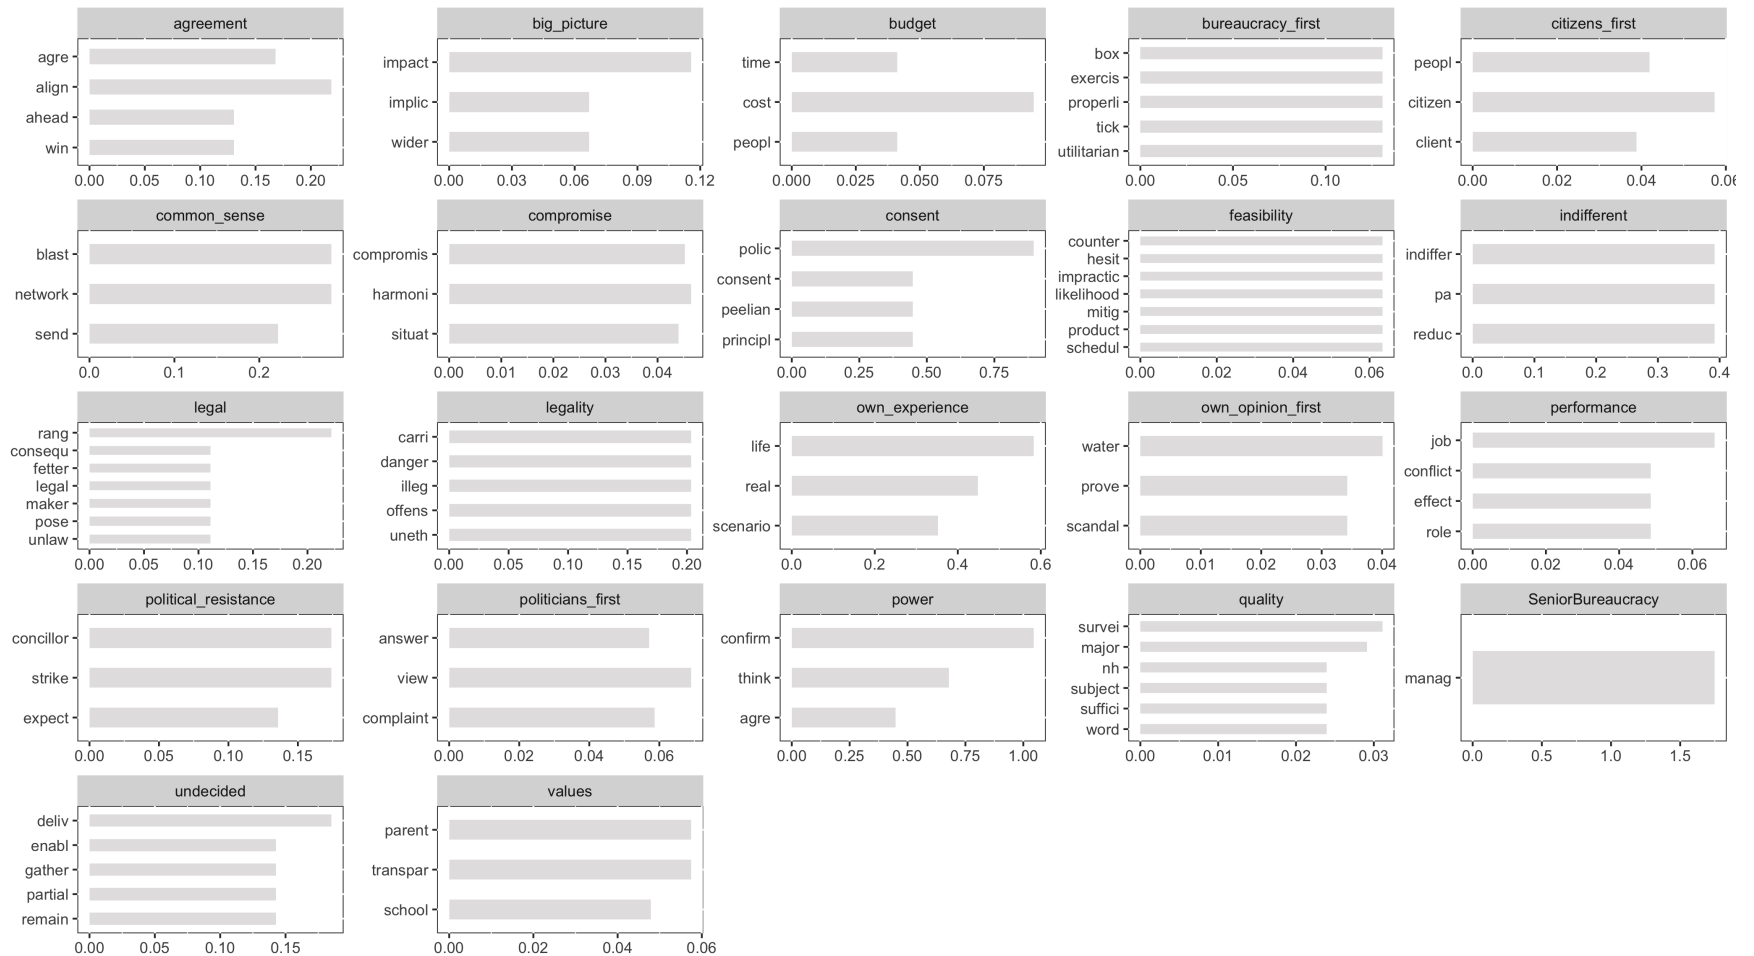 agreement
agre
align
ahead
win
0.00 0.05 0.10 0.15 0.20
big_picture
impact
implic
wider
0.00 0.03 0.06 0.09 0.12
budget
time
cost
peopl
0.000 0.025 0.050 0.075
bureaucracy_first
box
exercis
properli
tick
utilitarian
0.00 0.05 0.10
citizens_first
peopl
citizen
client
0.00 0.02 0.04 0.06
common_sense
blast
network
send
0.0 0.1 0.2
compromise
compromis
harmoni
situat
0.00 0.01 0.02 0.03 0.04
consent
polic
consent
peelian
principl
0.00 0.25 0.50 0.75
feasibility
counter
hesit
impractic
likelihood
mitig
product
schedul
0.00 0.02 0.04 0.06
indifferent
indiffer
pa
reduc
0.0 0.1 0.2 0.3 0.4
legal
rang
consequ
fetter
legal
maker
pose
unlaw
0.00 0.05 0.10 0.15 0.20
legality
carri
danger
illeg
offens
uneth
0.00 0.05 0.10 0.15 0.20
own_experience
life
real
scenario
0.0 0.2 0.4 0.6
own_opinion_first
water
prove
scandal
0.00 0.01 0.02 0.03 0.04
performance
job
conflict
effect
role
0.00 0.02 0.04 0.06
political_resistance
concillor
strike
expect
0.00 0.05 0.10 0.15
politicians_first
answer
view
complaint
0.00 0.02 0.04 0.06
power
confirm
think
agre
0.00 0.25 0.50 0.75 1.00
quality
survei
major
nh
subject
suffici
word
0.00 0.01 0.02 0.03
SeniorBureaucracy
manag
0.0 0.5 1.0 1.5
undecided
deliv
enabl
gather
partial
remain
0.00 0.05 0.10 0.15
values
parent
transpar
school
0.00 0.02 0.04 0.06